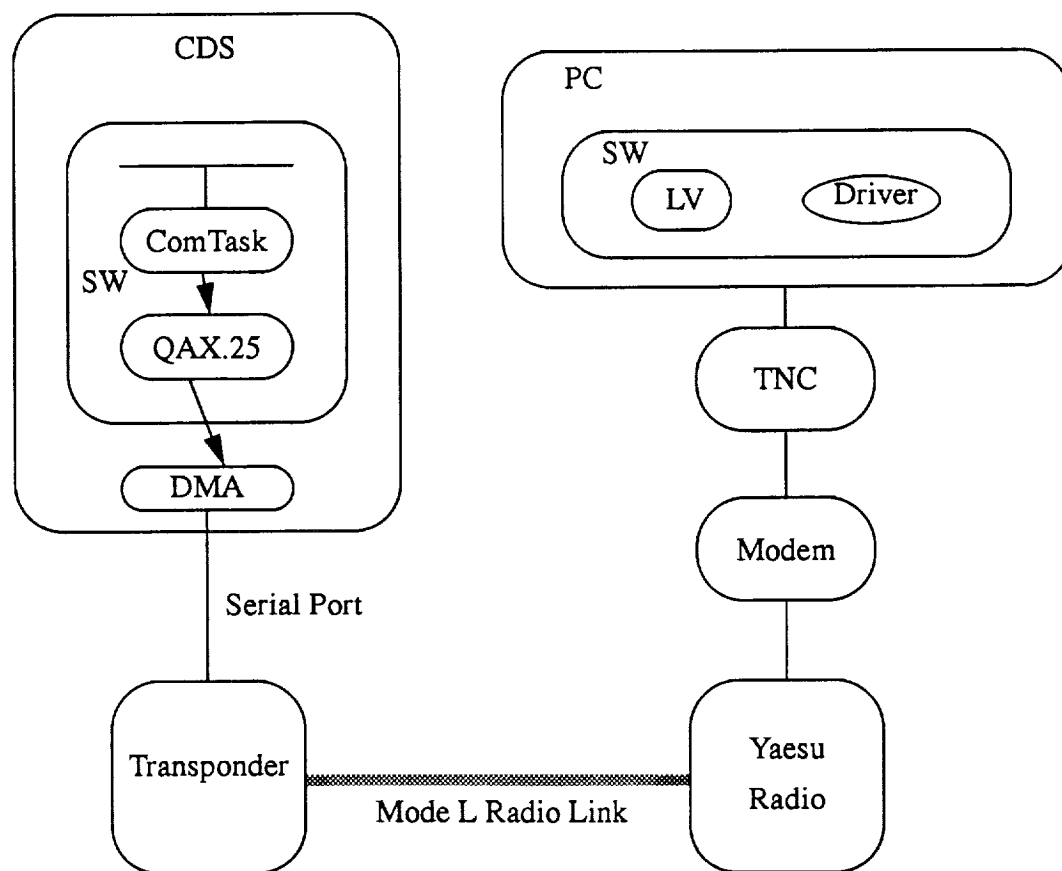 CDS
ComTask
SW
QAX.25
DMA
Serial Port
Transponder
Mode L Radio Link
PC
SW
LV
Driver
TNC
Modem
Yaesu
Radio